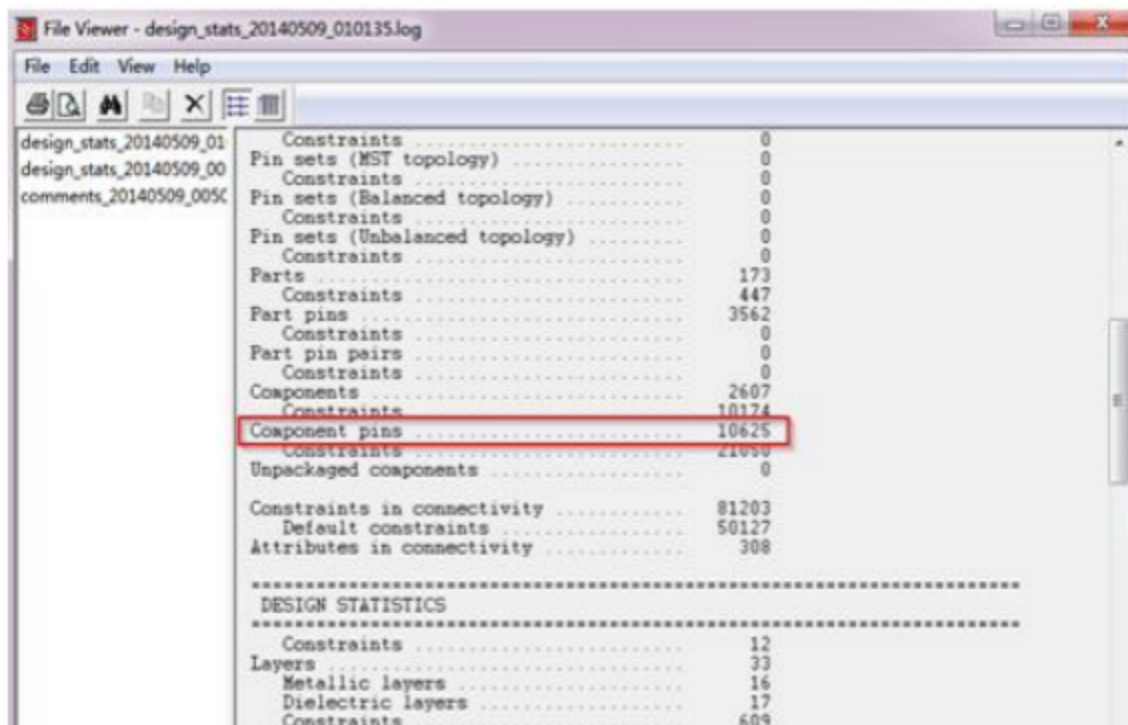 File Viewer - design_stats_20140509_010135.log
File Edit View Help
design_stats_20140509_01
design_stats_20140509_00
comments_20140509_005C
Constraints ........................ 0
Pin sets (MST topology) ................ 0
Constraints ........................ 0
Pin sets (Balanced topology) ........... 0
Constraints ........................ 0
Pin sets (Unbalanced topology) ......... 0
Constraints ........................ 0
Parts .................................. 173
Constraints ........................ 447
Part pins .............................. 3562
Constraints ........................ 0
Part pin pairs ......................... 0
Constraints ........................ 0
Components ............................. 2607
Constraints ........................ 10174
Component pins ......................... 10625
Constraints ........................ 21050
Unpackaged components .................. 0
Constraints in connectivity ............ 81203
Default constraints ................ 50127
Attributes in connectivity ............. 308
DESIGN STATISTICS
Constraints ........................ 12
Layers ................................. 33
Metallic layers .................... 16
Dielectric layers .................. 17
Constraints ........................ 609